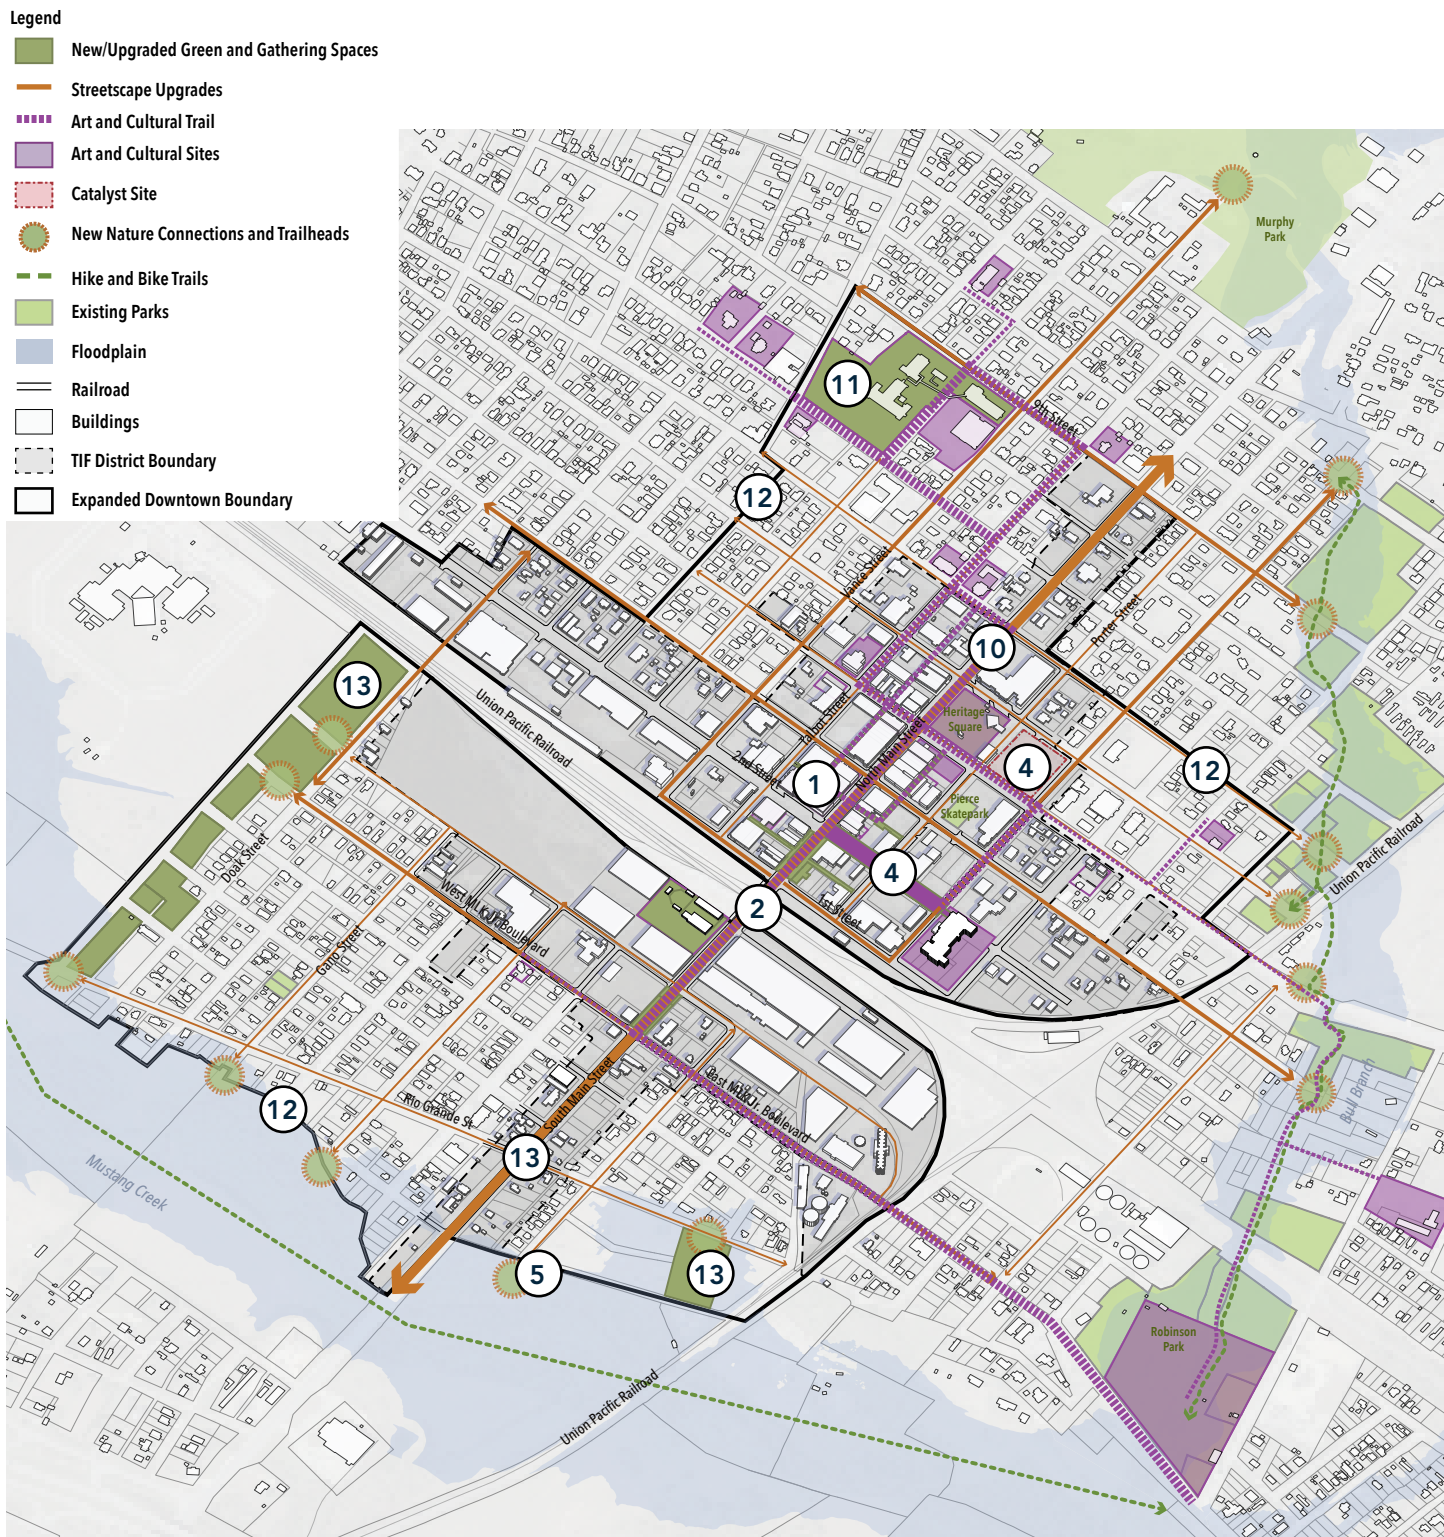 Legend
New/Upgraded Green and Gathering Spaces
Streetscape Upgrades
Art and Cultural Trail
Art and Cultural Sites
Catalyst Site
New Nature Connections and Trailheads
Hike and Bike Trails
Existing Parks
Floodplain
Railroad
Buildings
TIF District Boundary
Expanded Downtown Boundary
Murphy
Park
11
9th Street
12
Vance Street
Porter Street
10
13
Union Pacific Railroad
Talbot Street
Heritage
Square
2nd Street
North Main Street
1
4
12
Pierce
Skatepark
Union Pacific Railroad
Doak Street
4
West MLK Jr. Boulevard
1st Street
2
Gano Street
Bull Branch
12
Rio Grande St
South Main Street
East MLK Jr. Boulevard
13
Mustang Creek
5
13
Robinson
Park
Union Pacific Railroad